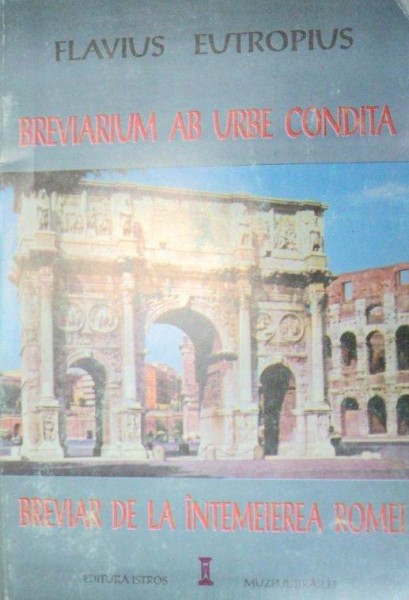 FLAVIUS EUTROPIUS
BREVIARIUM AB URBE CONDITA
BREVIAR DE LA ÎNTEMEIEREA ROMEI
EDITURA ISTROS
MUZEUL BRĂILEI